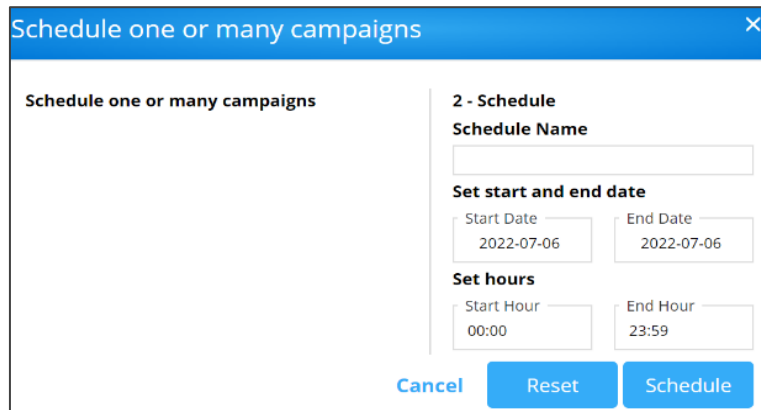 Schedule one or many campaigns
Schedule one or many campaigns
2 - Schedule
Schedule Name
Set start and end date
Start Date End Date
2022-07-06 2022-07-06
Set hours
Start Hour End Hour
00:00 23:59
Cancel Reset Schedule